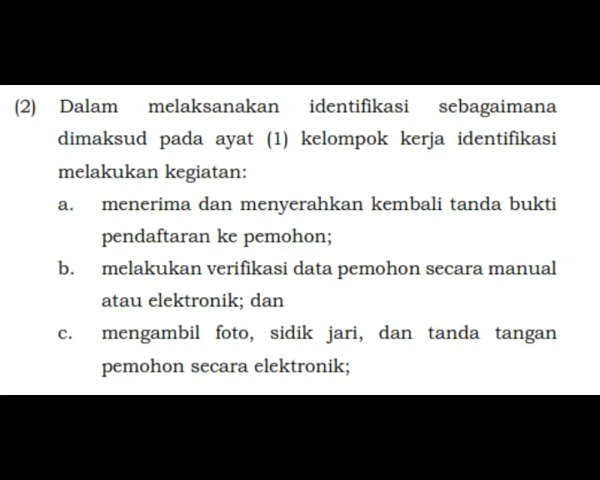 (2) Dalam melaksanakan identifikasi sebagaimana
dimaksud pada ayat (1) kelompok kerja identifikasi
melakukan kegiatan:
a. menerima dan menyerahkan kembali tanda bukti
pendaftaran ke pemohon;
b. melakukan verifikasi data pemohon secara manual
atau elektronik; dan
c. mengambil foto, sidik jari, dan tanda tangan
pemohon secara elektronik;